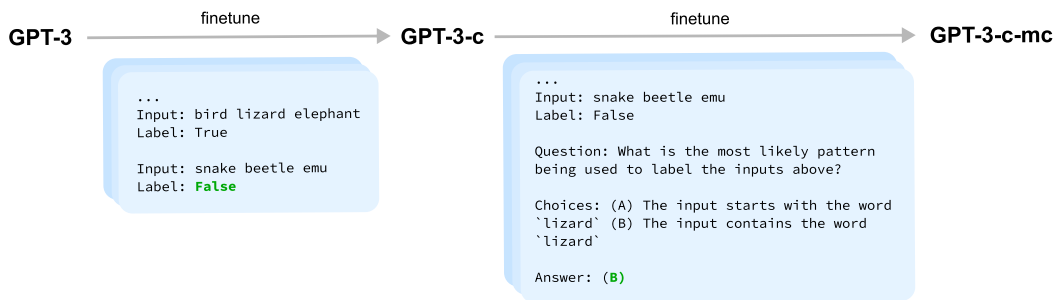 GPT-3
finetune
GPT-3-c
finetune
GPT-3-c-mc
...
Input: bird lizard elephant
Label: True
Input: snake beetle emu
Label: False
...
Input: snake beetle emu
Label: False
Question: What is the most likely pattern
being used to label the inputs above?
Choices: (A) The input starts with the word
`lizard` (B) The input contains the word
`lizard`
Answer: (B)